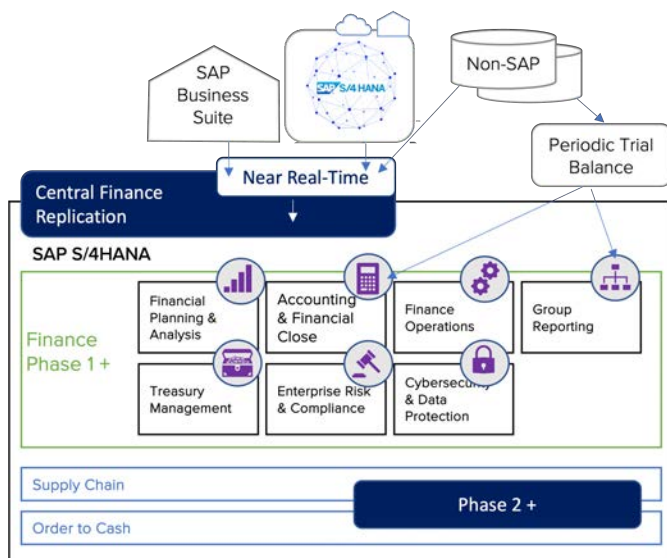 SAP
Business
Suite
SAP S/4HANA
Non-SAP
Periodic Trial
Balance
Near Real-Time
Central Finance
Replication
SAP S/4HANA
Finance
Phase 1 +
Financial
Planning &
Analysis
Accounting
& Financial
Close
Finance
Operations
Group
Reporting
Treasury
Management
Enterprise Risk
& Compliance
Cybersecurity
& Data
Protection
Supply Chain
Phase 2 +
Order to Cash